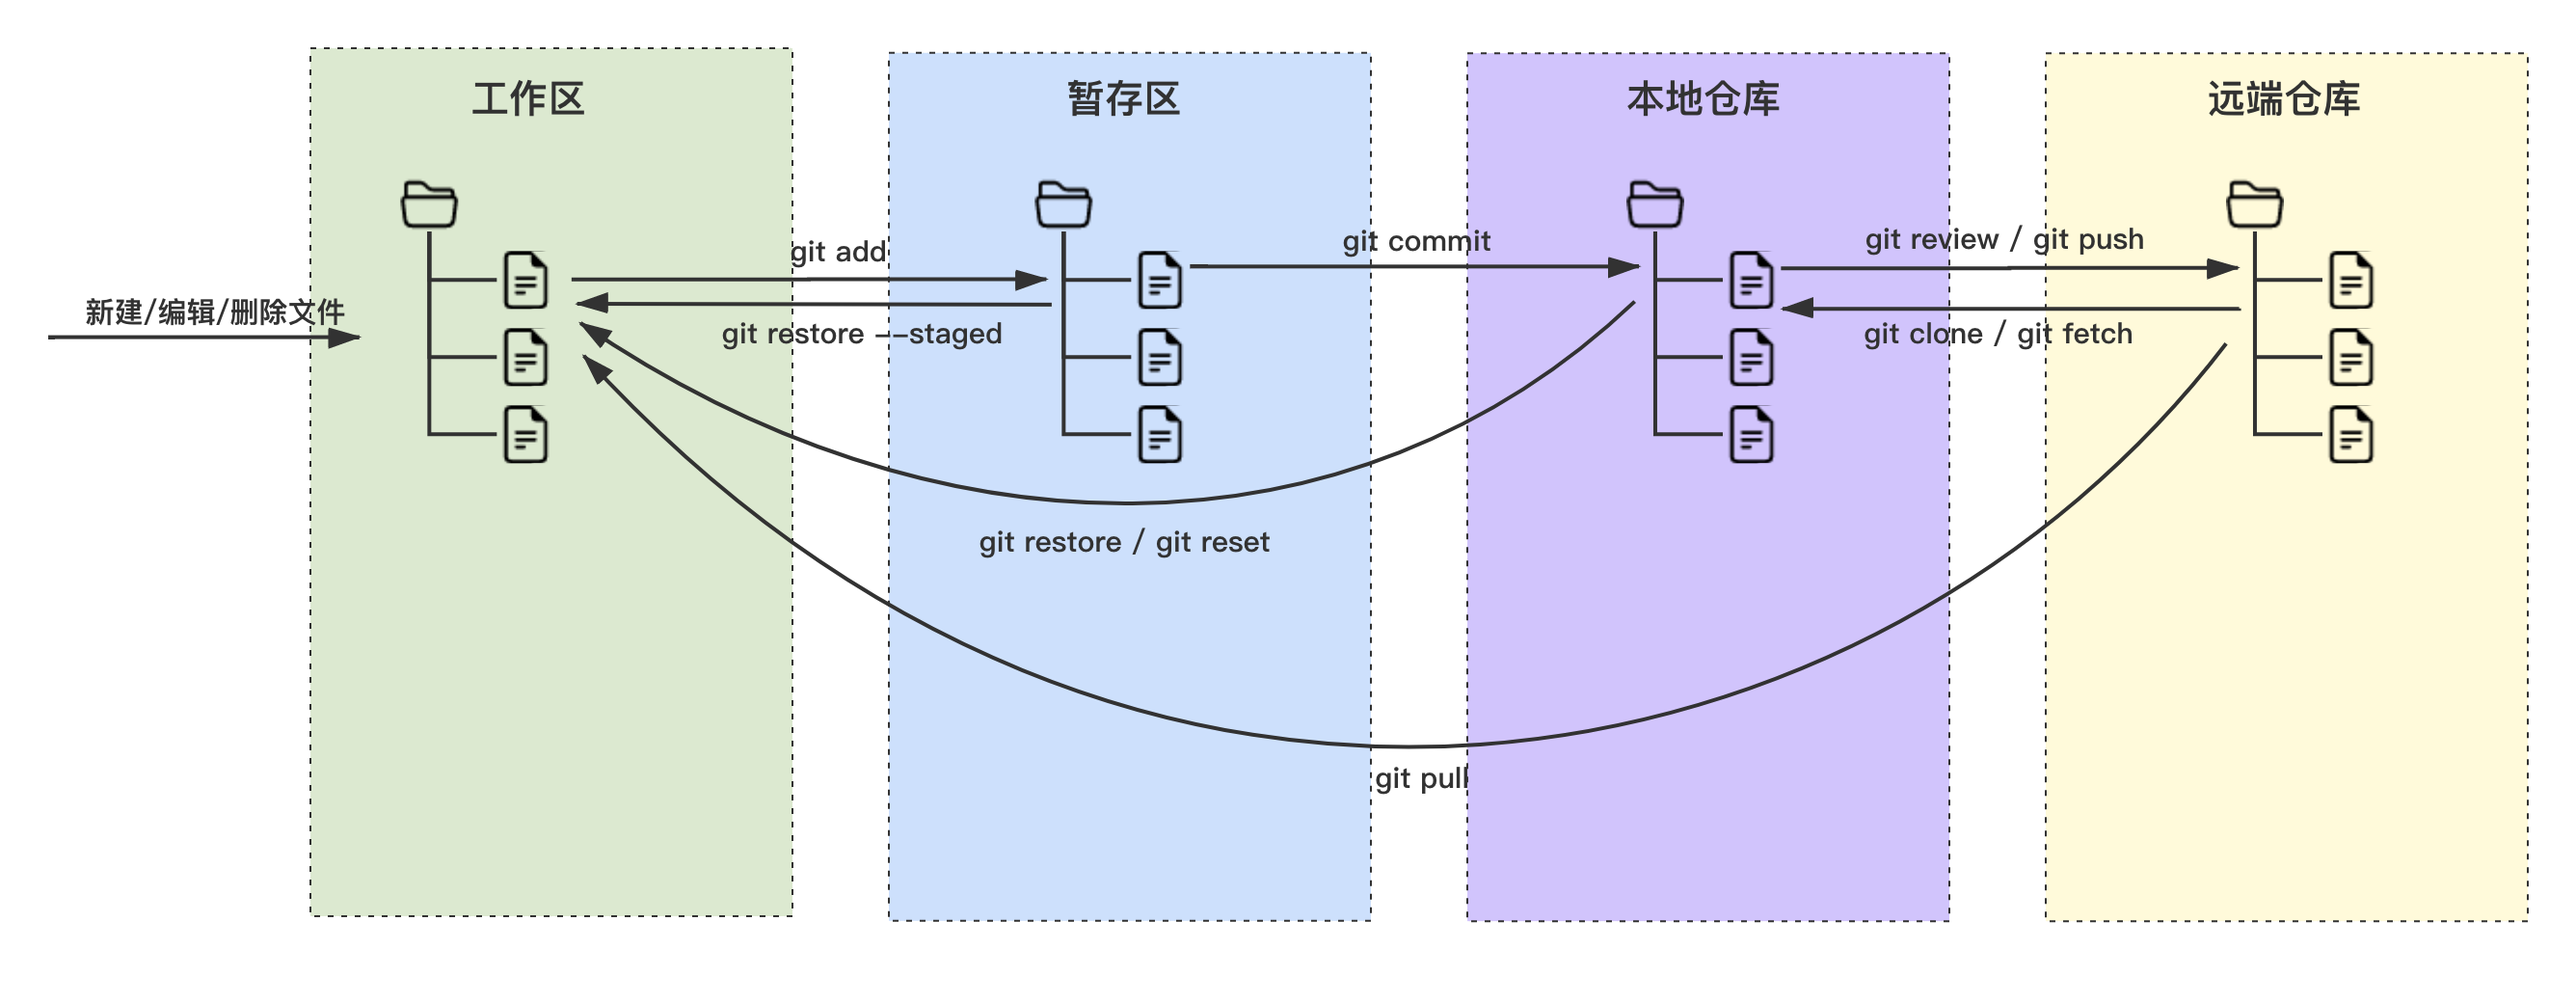 工作区
暂存区
本地仓库
远端仓库
新建/编辑/删除文件
git add
git restore --staged
git commit
git review / git push
git clone / git fetch
git restore / git reset
git pull